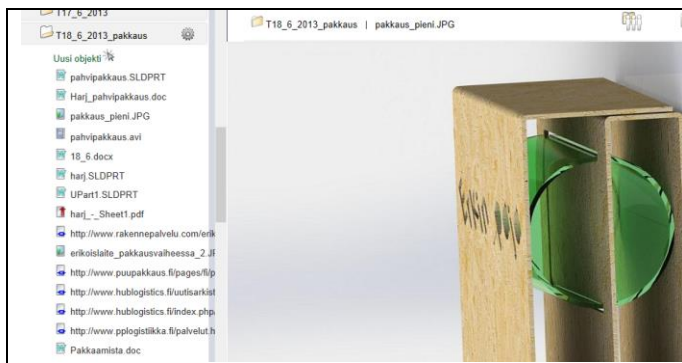 T17_6_2013
T18_6_2013_pakkaus
T18_6_2013_pakkaus | pakkaus_pieni.JPG
Uusi objekti
pahvipakkaus.SLDPRT
Harj_pahvipakkaus.doc
pakkaus_pieni.JPG
pahvipakkaus.avi
18_6.docx
harj.SLDPRT
UPart1.SLDPRT
harj_-_Sheet1.pdf
http://www.rakennepalvelu.com/erik
erikoislaite_pakkausvaiheessa_2.JP
http://www.puupakkaus.fi/pages/fi/p
http://www.hublogistics.fi/uutisarkist
http://www.hublogistics.fi/index.php/
http://www.pplogistiikka.fi/palvelut.h
Pakkaamista.doc